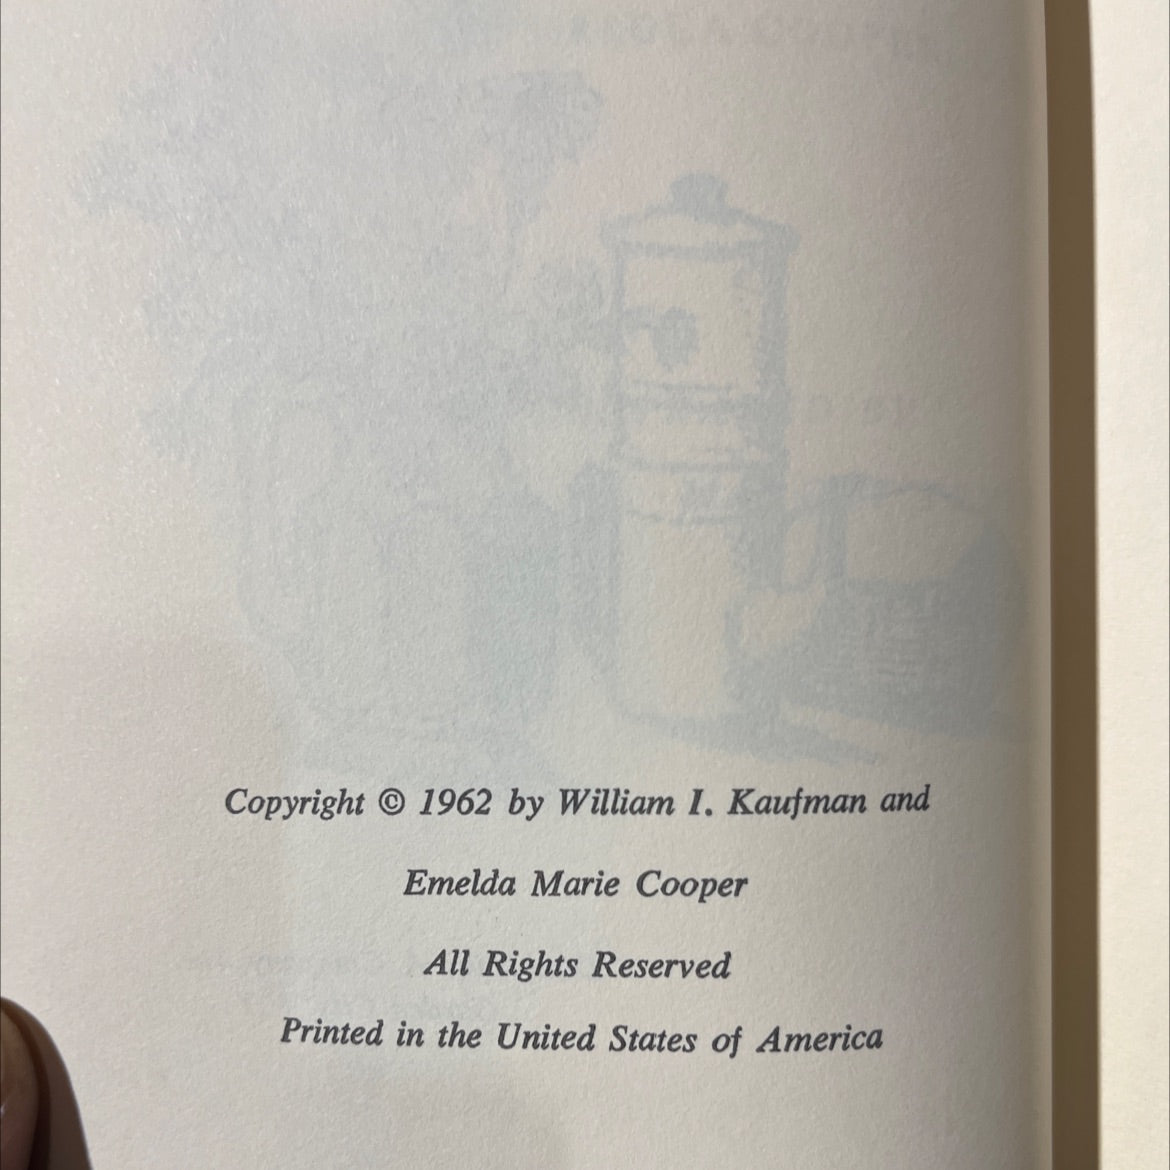 Copyright © 1962 by William I. Kaufman and
Emelda Marie Cooper
All Rights Reserved
Printed in the United States of America